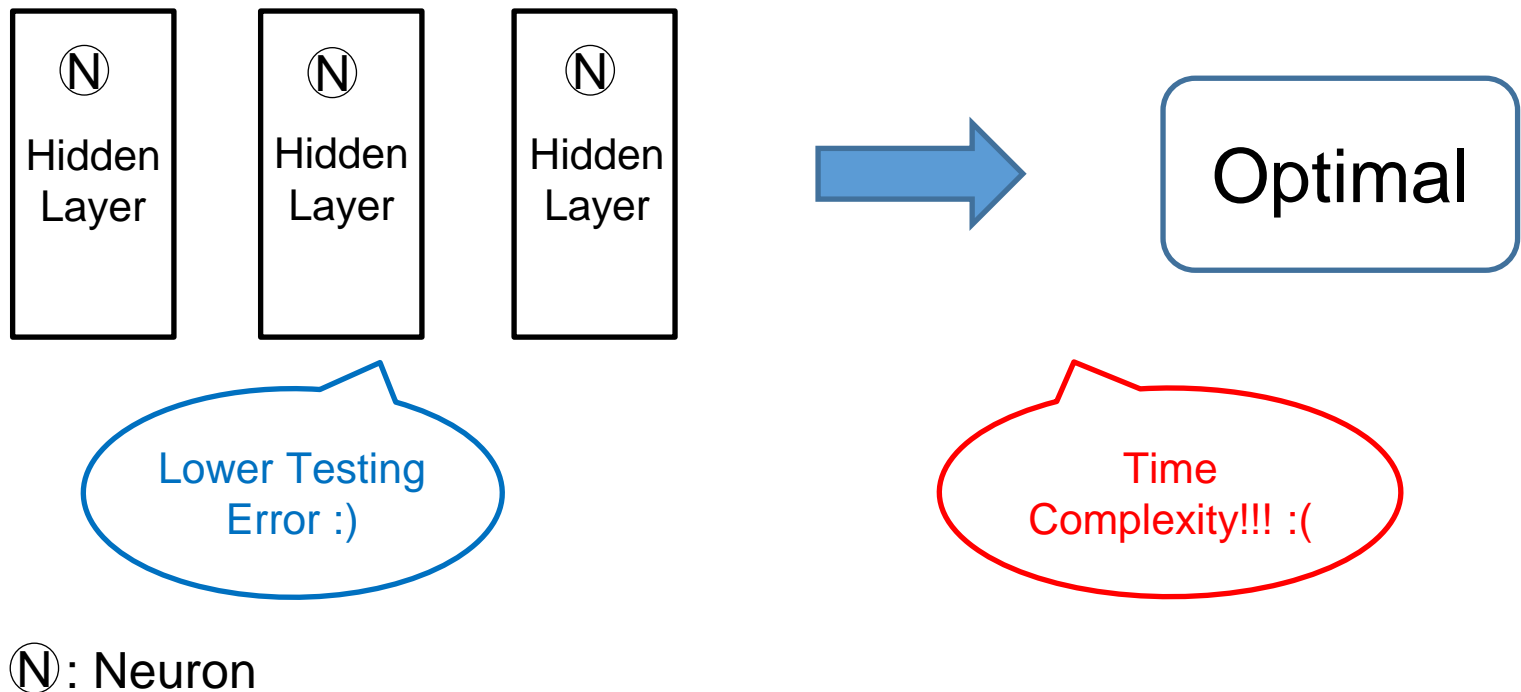 Ⓝ
Hidden
Layer
Ⓝ
Hidden
Layer
Ⓝ
Hidden
Layer
Optimal
Lower Testing
Error :)
Time
Complexity!!! :(
Ⓝ: Neuron